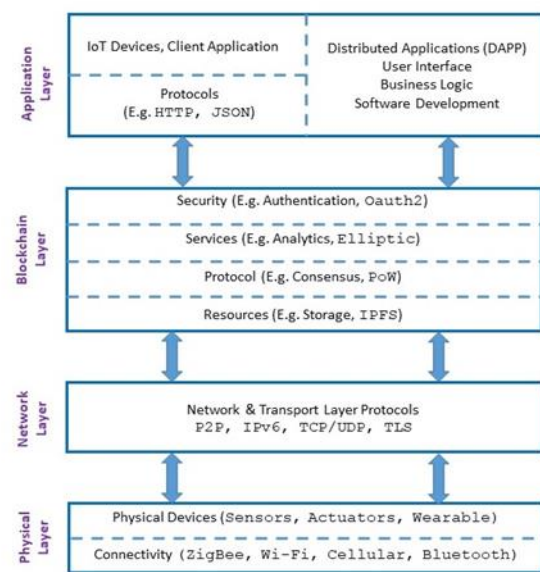 Application
Layer
IoT Devices, Client Application
Protocols
(E.g. HTTP, JSON)
Distributed Applications (DAPP)
User Interface
Business Logic
Software Development
Blockchain
Layer
Security (E.g. Authentication, Oauth2)
Services (E.g. Analytics, Elliptic)
Protocol (E.g. Consensus, PoW)
Resources (E.g. Storage, IPFS)
Network
Layer
Network & Transport Layer Protocols
P2P, IPv6, TCP/UDP, TLS
Physical
Layer
Physical Devices (Sensors, Actuators, Wearable)
Connectivity (ZigBee, Wi-Fi, Cellular, Bluetooth)